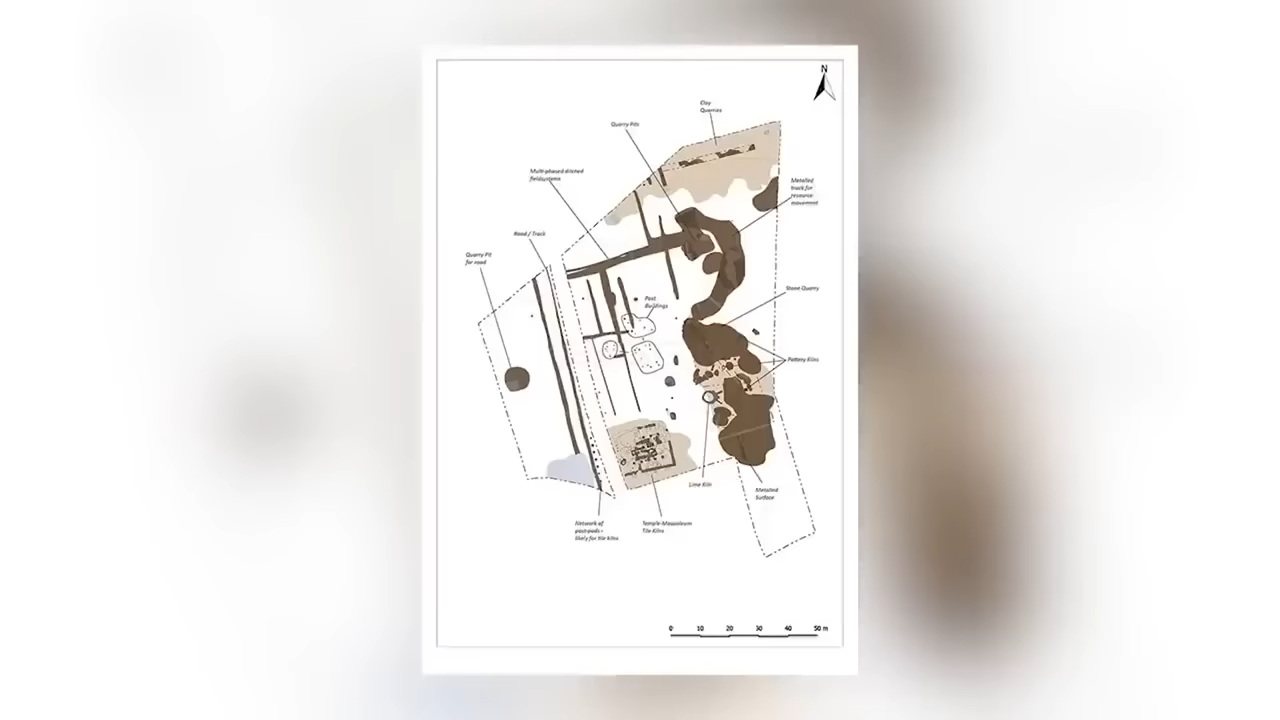 N
Clay
Quarries
Quarry Pits
Multi-phased ditched
fieldsystems
Metalled
track for
resource
movement
Road / Track
Quarry Pit
for road
Stone Quarry
Post
Buildings
Pottery Kilns
Lime Kiln
Metalled
Surface
Network of
post-pads -
likely for tile kilns
Temple-Mausoleum
Tile Kilns
0 10 20 30 40 50 m